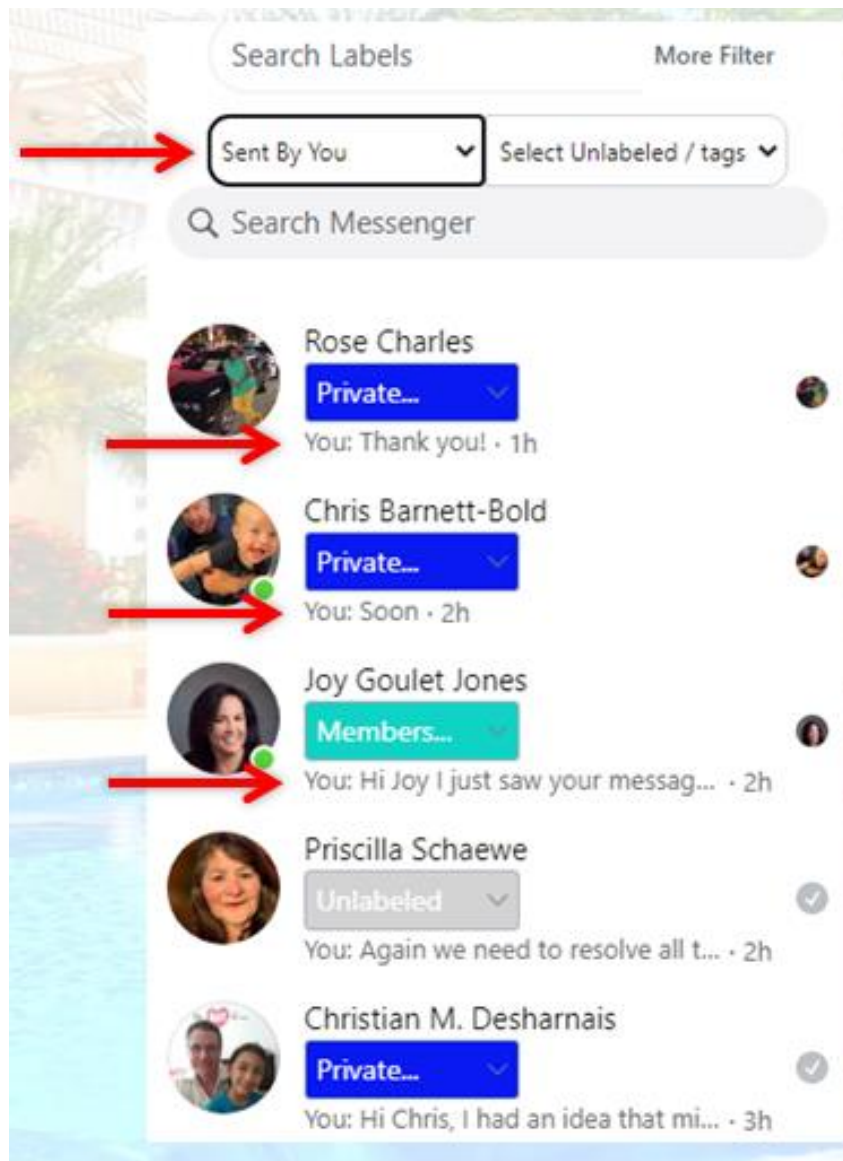 Search Labels More Filter
Sent By You Select Unlabeled / tags
Search Messenger
Rose Charles
Private...
You: Thank you! · 1h
Chris Barnett-Bold
Private...
You: Soon · 2h
Joy Goulet Jones
Members...
You: Hi Joy I just saw your messag... · 2h
Priscilla Schaewe
Unlabeled
You: Again we need to resolve all t... · 2h
Christian M. Desharnais
Private...
You: Hi Chris, I had an idea that mi... · 3h